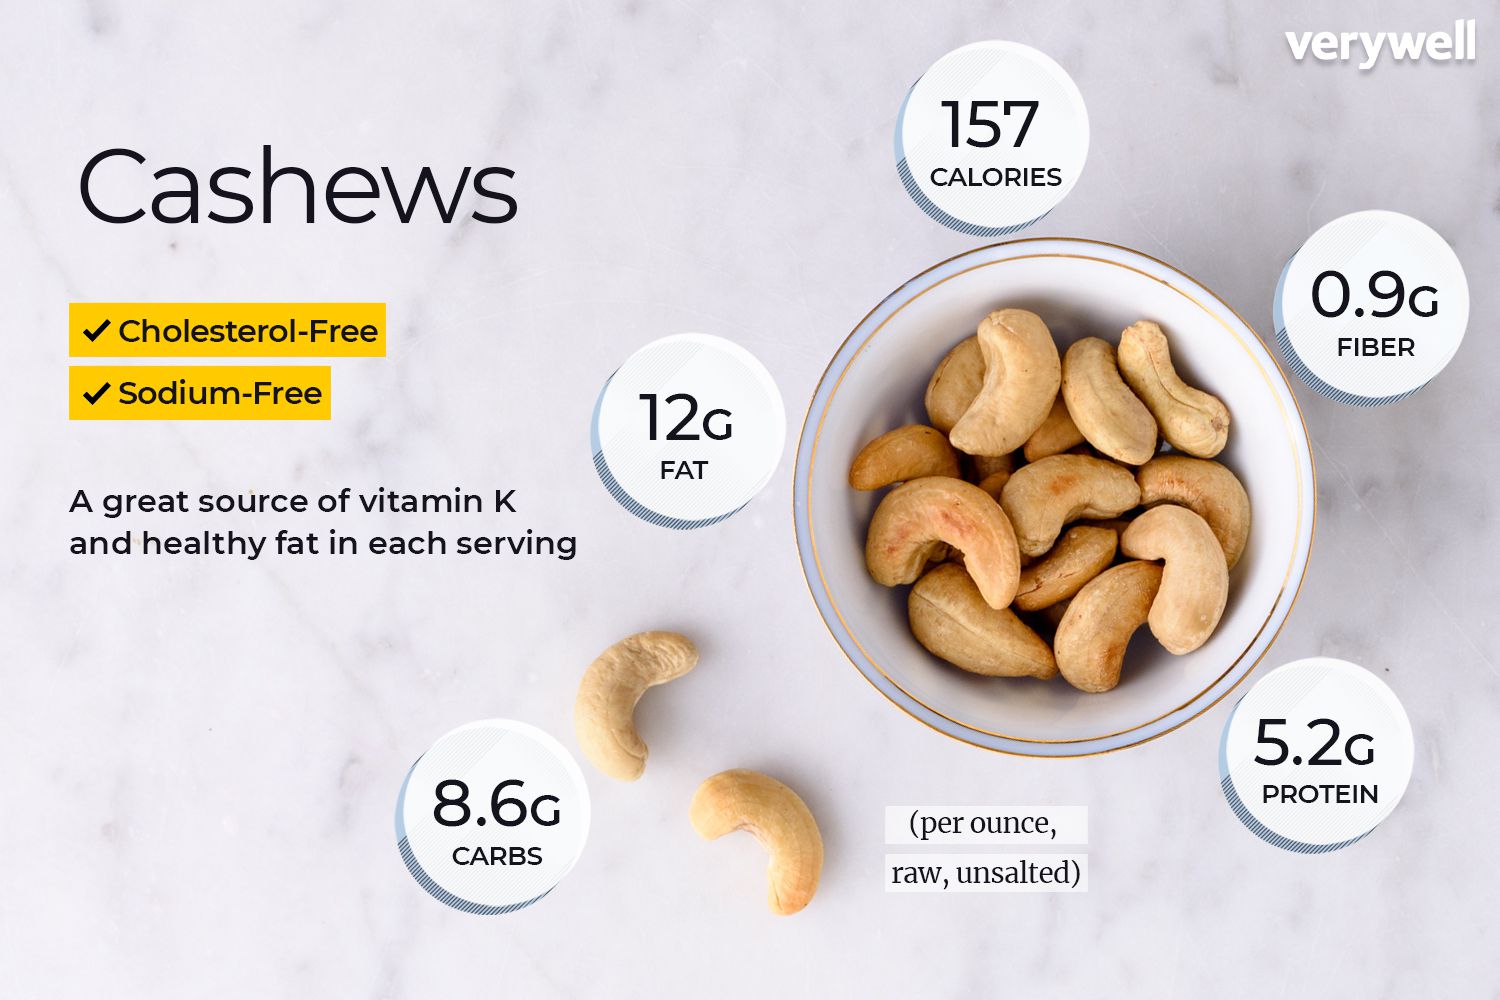 verywell
Cashews
Cholesterol-Free
Sodium-Free
A great source of vitamin K
and healthy fat in each serving
157
CALORIES
0.9G
FIBER
12G
FAT
5.2G
PROTEIN
8.6G
CARBS
(per ounce,
raw, unsalted)